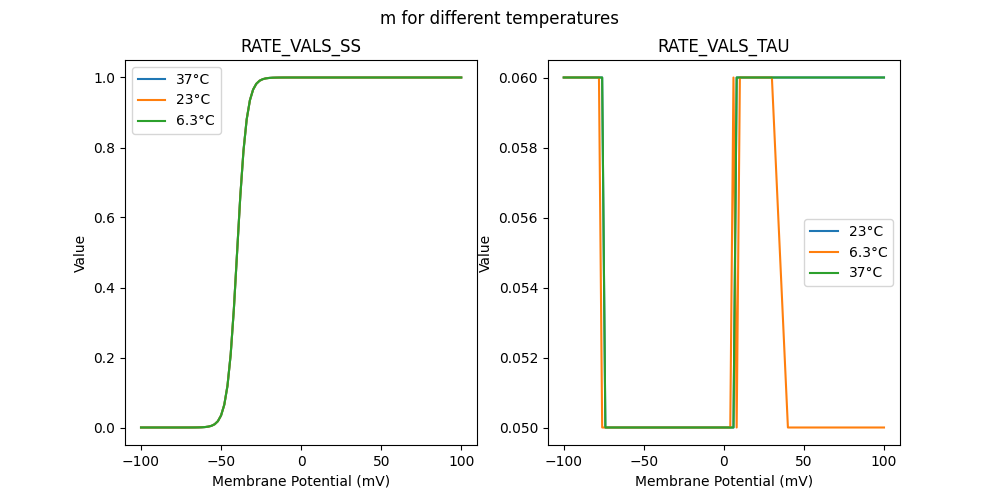 m for different temperatures
RATE_VALS_SS
RATE_VALS_TAU
1.0
0.8
0.6
0.4
0.2
0.0
Value
37°C
23°C
6.3°C
−100
−50
0
50
100
Membrane Potential (mV)
0.060
0.058
0.056
0.054
0.052
0.050
Value
23°C
6.3°C
37°C
−100
−50
0
50
100
Membrane Potential (mV)